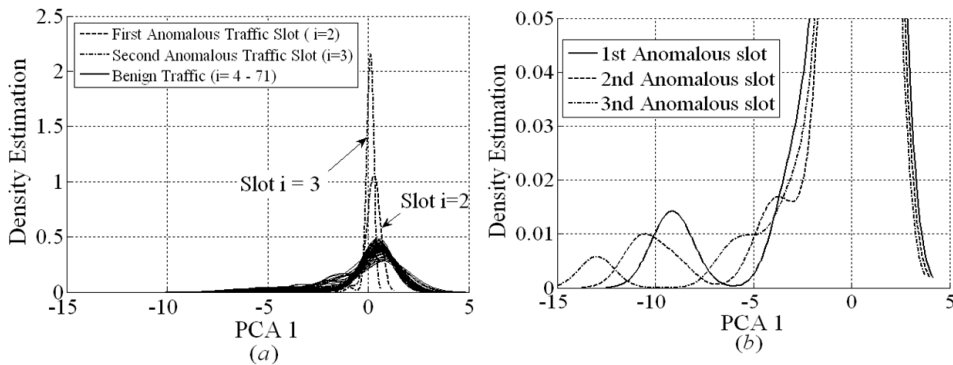 First Anomalous Traffic Slot ( i=2)
Second Anomalous Traffic Slot (i=3)
Benign Traffic (i= 4 - 71)
Density Estimation
2.5
2
1.5
1
0.5
0
Slot i = 3
Slot i=2
-15
-10
-5
0
5
PCA 1
(a)
1st Anomalous slot
2nd Anomalous slot
3nd Anomalous slot
Density Estimation
0.05
0.04
0.03
0.02
0.01
0
-15
-10
-5
0
5
PCA 1
(b)